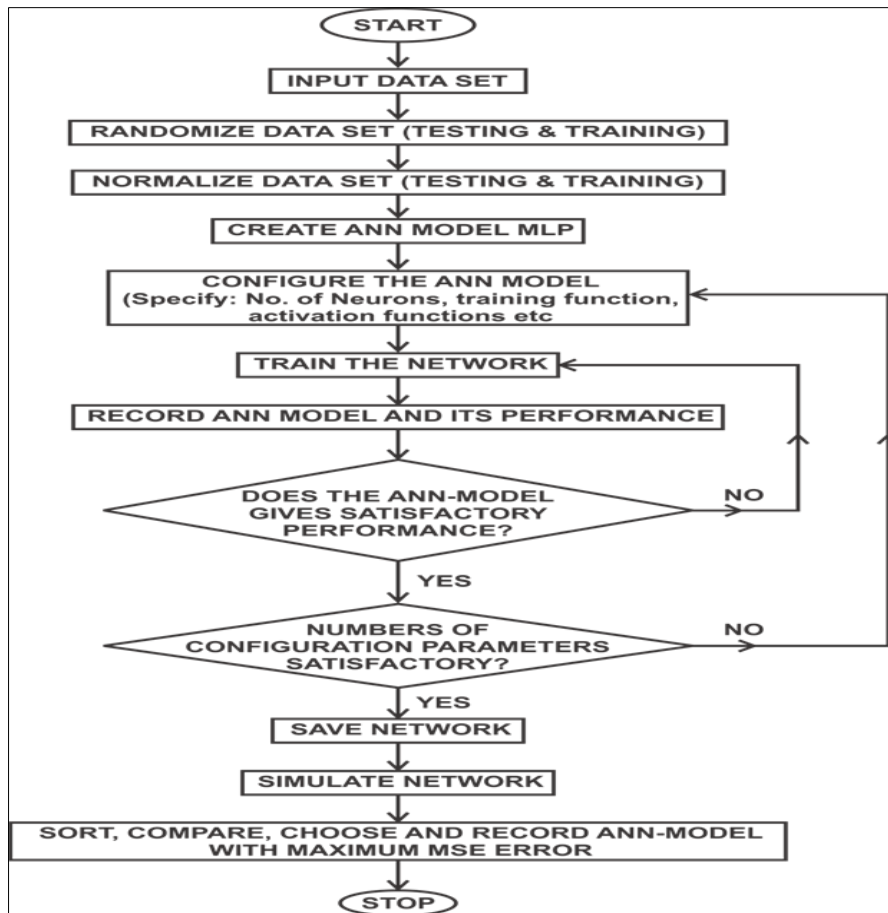 START
INPUT DATA SET
RANDOMIZE DATA SET (TESTING & TRAINING)
NORMALIZE DATA SET (TESTING & TRAINING)
CREATE ANN MODEL MLP
CONFIGURE THE ANN MODEL
(Specify: No. of Neurons, training function,
activation functions etc
TRAIN THE NETWORK
RECORD ANN MODEL AND ITS PERFORMANCE
DOES THE ANN-MODEL
GIVES SATISFACTORY
PERFORMANCE?
NO
YES
NUMBERS OF
CONFIGURATION PARAMETERS
SATISFACTORY?
NO
YES
SAVE NETWORK
SIMULATE NETWORK
SORT, COMPARE, CHOOSE AND RECORD ANN-MODEL
WITH MAXIMUM MSE ERROR
STOP